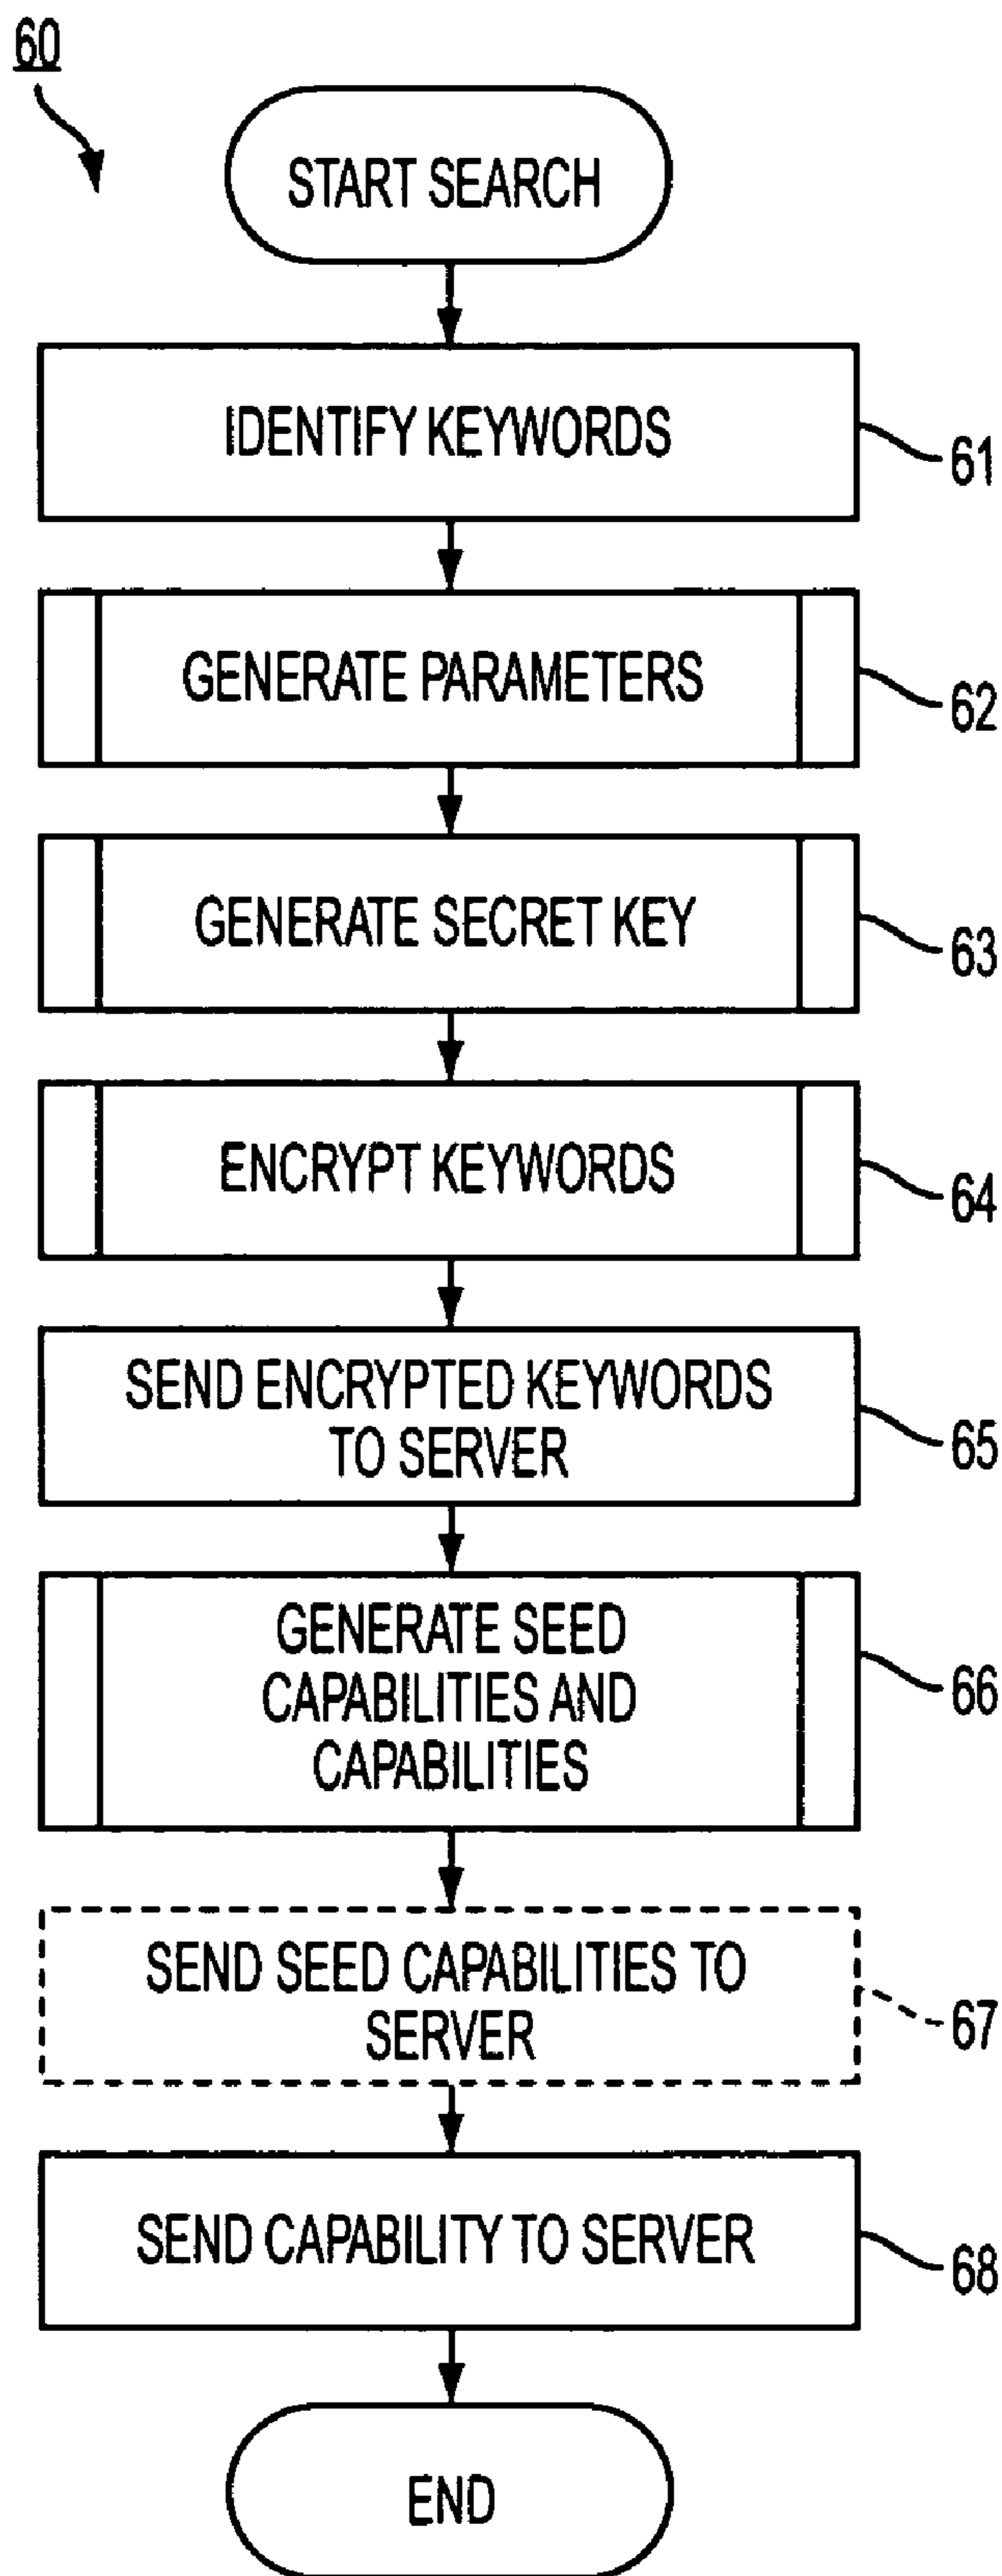 60
START SEARCH
IDENTIFY KEYWORDS
61
GENERATE PARAMETERS
62
GENERATE SECRET KEY
63
ENCRYPT KEYWORDS
64
SEND ENCRYPTED KEYWORDS
TO SERVER
65
GENERATE SEED
CAPABILITIES AND
CAPABILITIES
66
SEND SEED CAPABILITIES TO
SERVER
67
SEND CAPABILITY TO SERVER
68
END